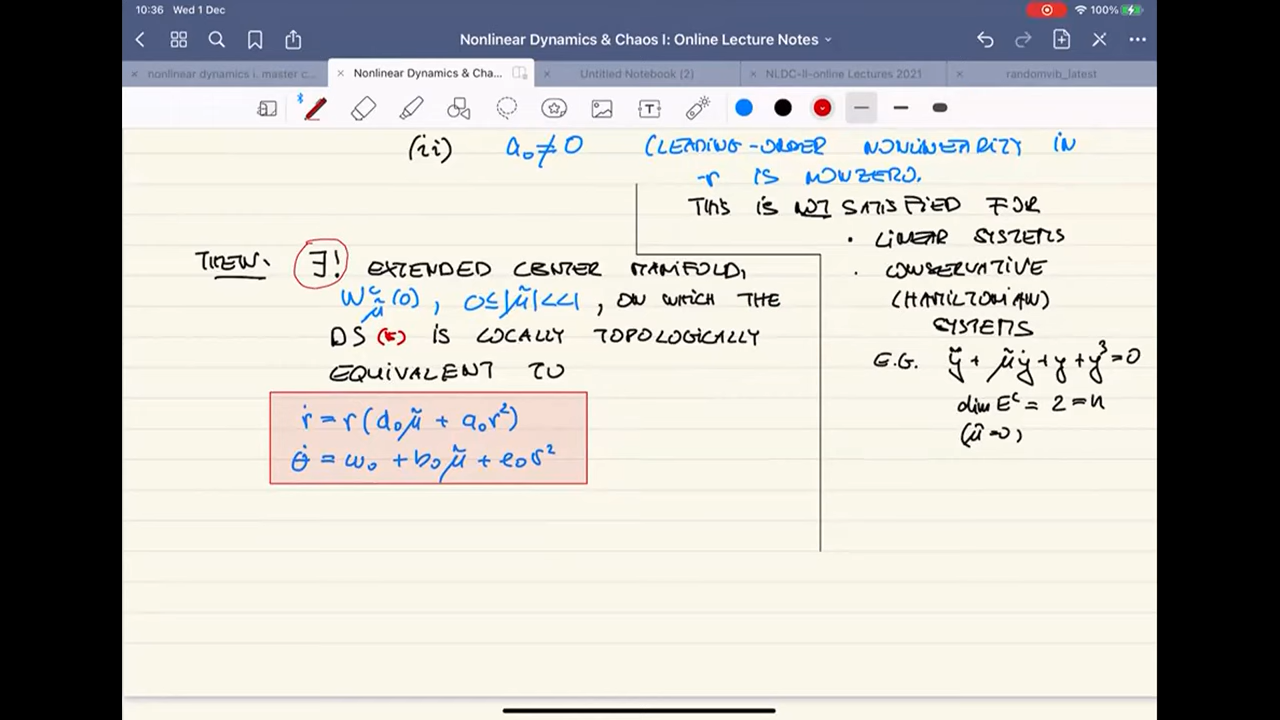 10:36 Wed 1 Dec
100%
Nonlinear Dynamics & Chaos I: Online Lecture Notes
nonlinear dynamics i. master c...
Nonlinear Dynamics & Cha...
Untitled Notebook (2)
NLDC-II-online Lectures 2021
randomvib_latest
(ii) a₀≠0 (LEADING-ORDER NONLINEARITY IN
r IS NONZERO.
THIS IS NOT SATISFIED FOR
• LINEAR SYSTEMS
• CONSERVATIVE
(HAMILTONIAN)
SYSTEMS
E.G. ÿ + μ̃ẏ + y + y³ = 0
dim Eᶜ = 2 = n
(μ̃ = 0)
THEN: ∃! EXTENDED CENTER MANIFOLD,
Wᶜ_μ̃(0), 0≤|μ̃|<<1, ON WHICH THE
DS IS LOCALLY TOPOLOGICALLY
EQUIVALENT TO
ṙ = r(d₀μ̃ + a₀r²)
θ̇ = ω₀ + b₀μ̃ + e₀r²